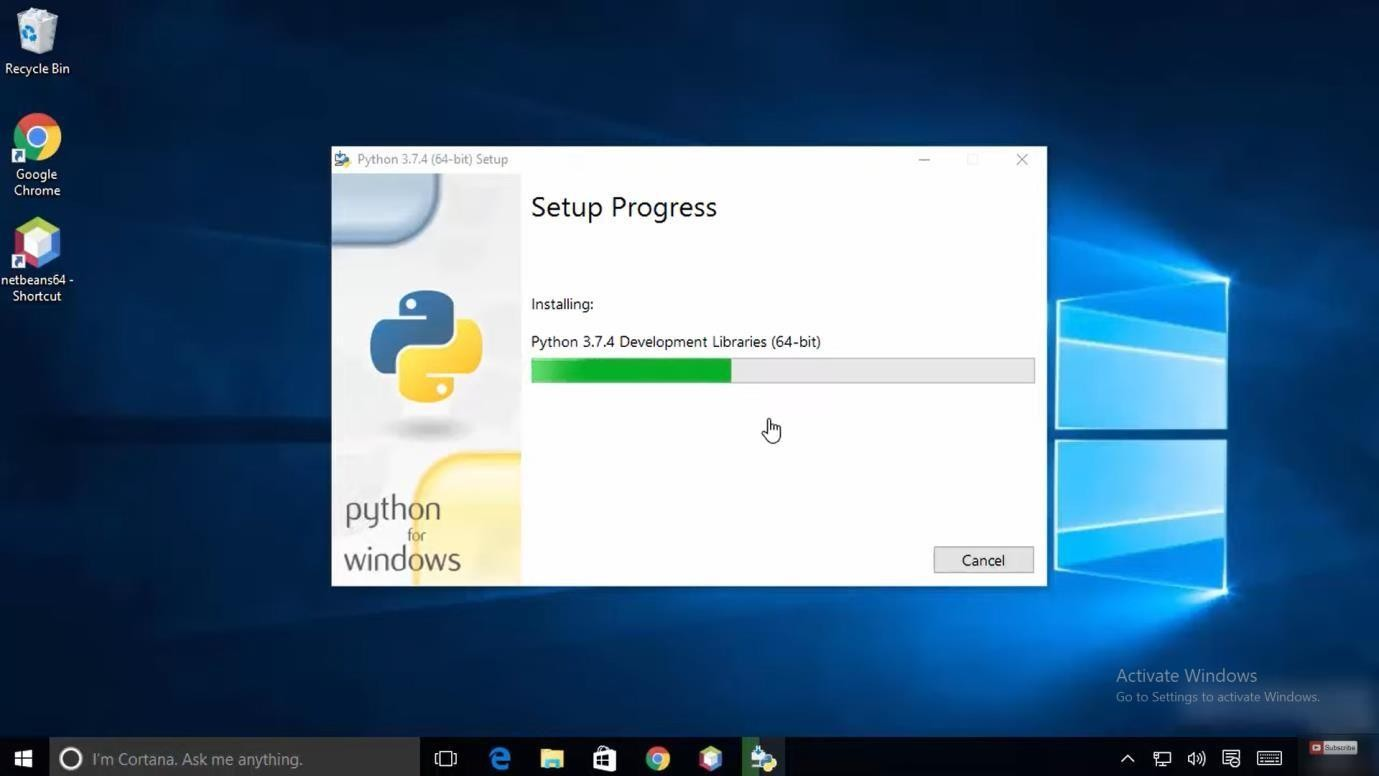 Recycle Bin
Google
Chrome
netbeans64 -
Shortcut
Python 3.7.4 (64-bit) Setup
Setup Progress
Installing:
Python 3.7.4 Development Libraries (64-bit)
python
for
windows
Cancel
Activate Windows
Go to Settings to activate Windows.
I'm Cortana. Ask me anything.
Subscribe